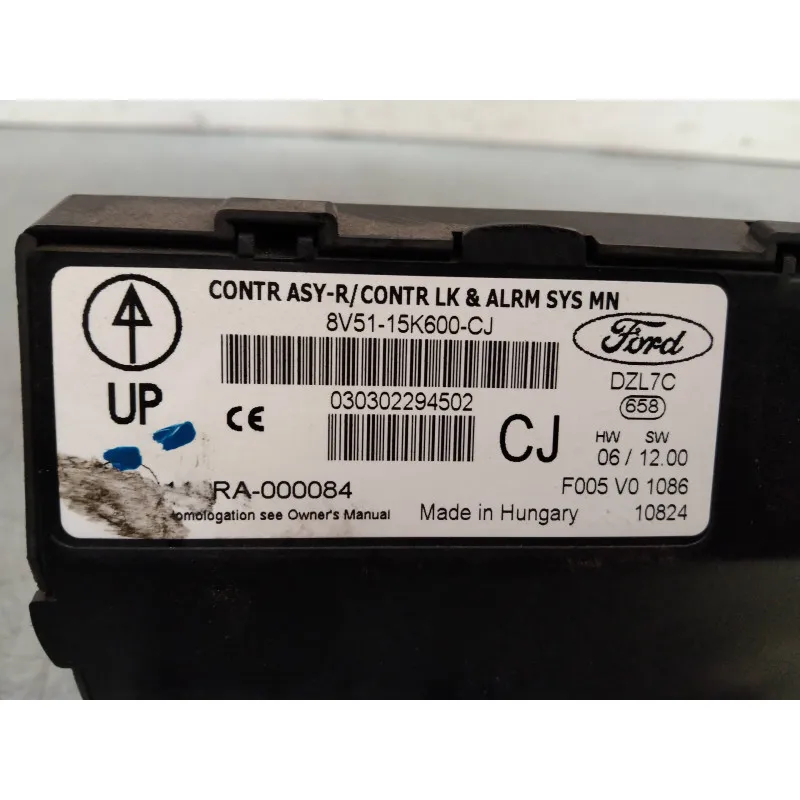 CONTR ASY-R/CONTR LK & ALRM SYS MN
8V51-15K600-CJ
Ford
UP
CE
030302294502
CJ
DZL7C
658
HW SW
06 / 12.00
RA-000084
F005 V0 1086
see Owner's Manual
Made in Hungary
10824